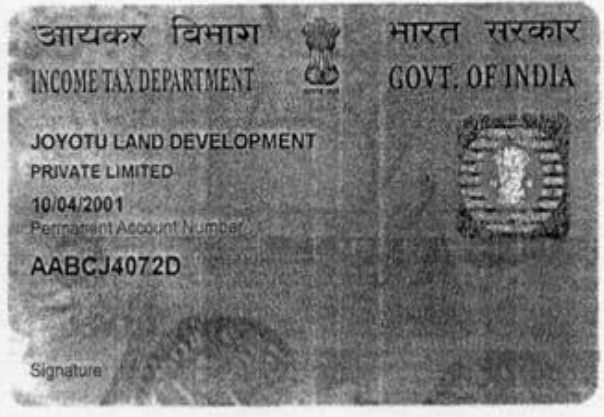 आयकर विभाग
INCOME TAX DEPARTMENT
भारत सरकार
GOVT. OF INDIA
JOYOTU LAND DEVELOPMENT
PRIVATE LIMITED
10/04/2001
Permanent Account Number
AABCJ4072D
Signature